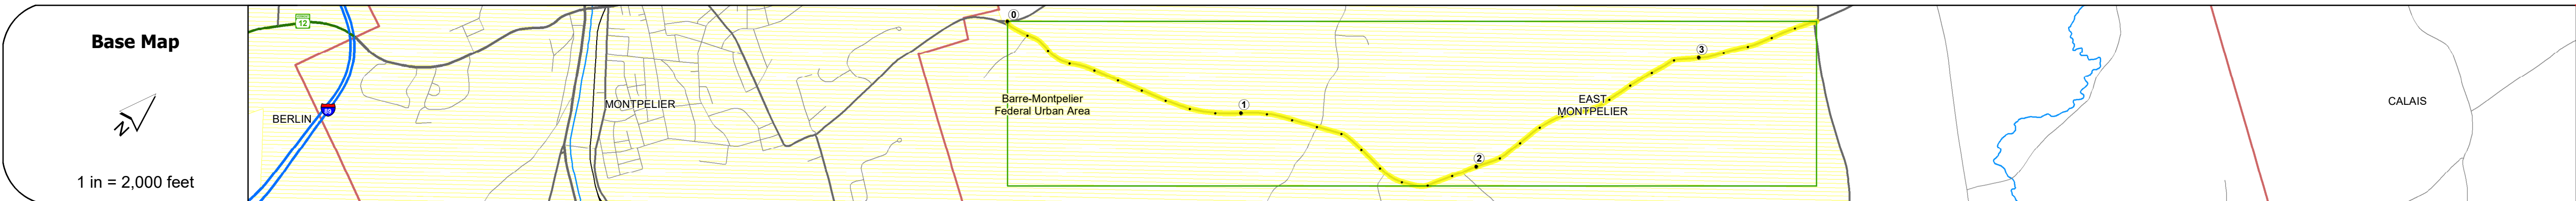 Base Map
N
1 in = 2,000 feet
12
89
BERLIN
MONTPELIER
0
Barre-Montpelier
Federal Urban Area
1
2
EAST
MONTPELIER
3
CALAIS